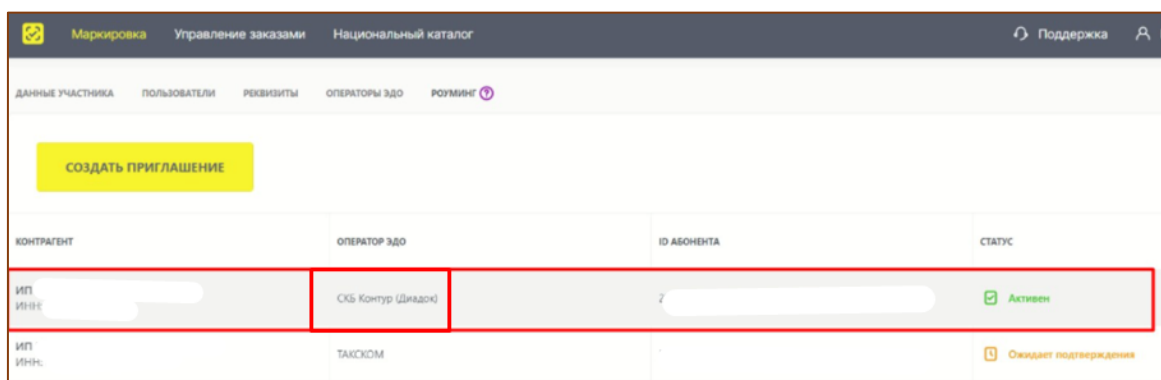 Маркировка Управление заказами Национальный каталог Поддержка
ДАННЫЕ УЧАСТНИКА ПОЛЬЗОВАТЕЛИ РЕКВИЗИТЫ ОПЕРАТОРЫ ЭДО РОУМИНГ ?
СОЗДАТЬ ПРИГЛАШЕНИЕ
КОНТРАГЕНТ ОПЕРАТОР ЭДО ID АБОНЕНТА СТАТУС
ИП
ИНН: СКБ Контур (Диадок) Активен
ИП
ИНН: ТАКСКОМ Ожидает подтверждения